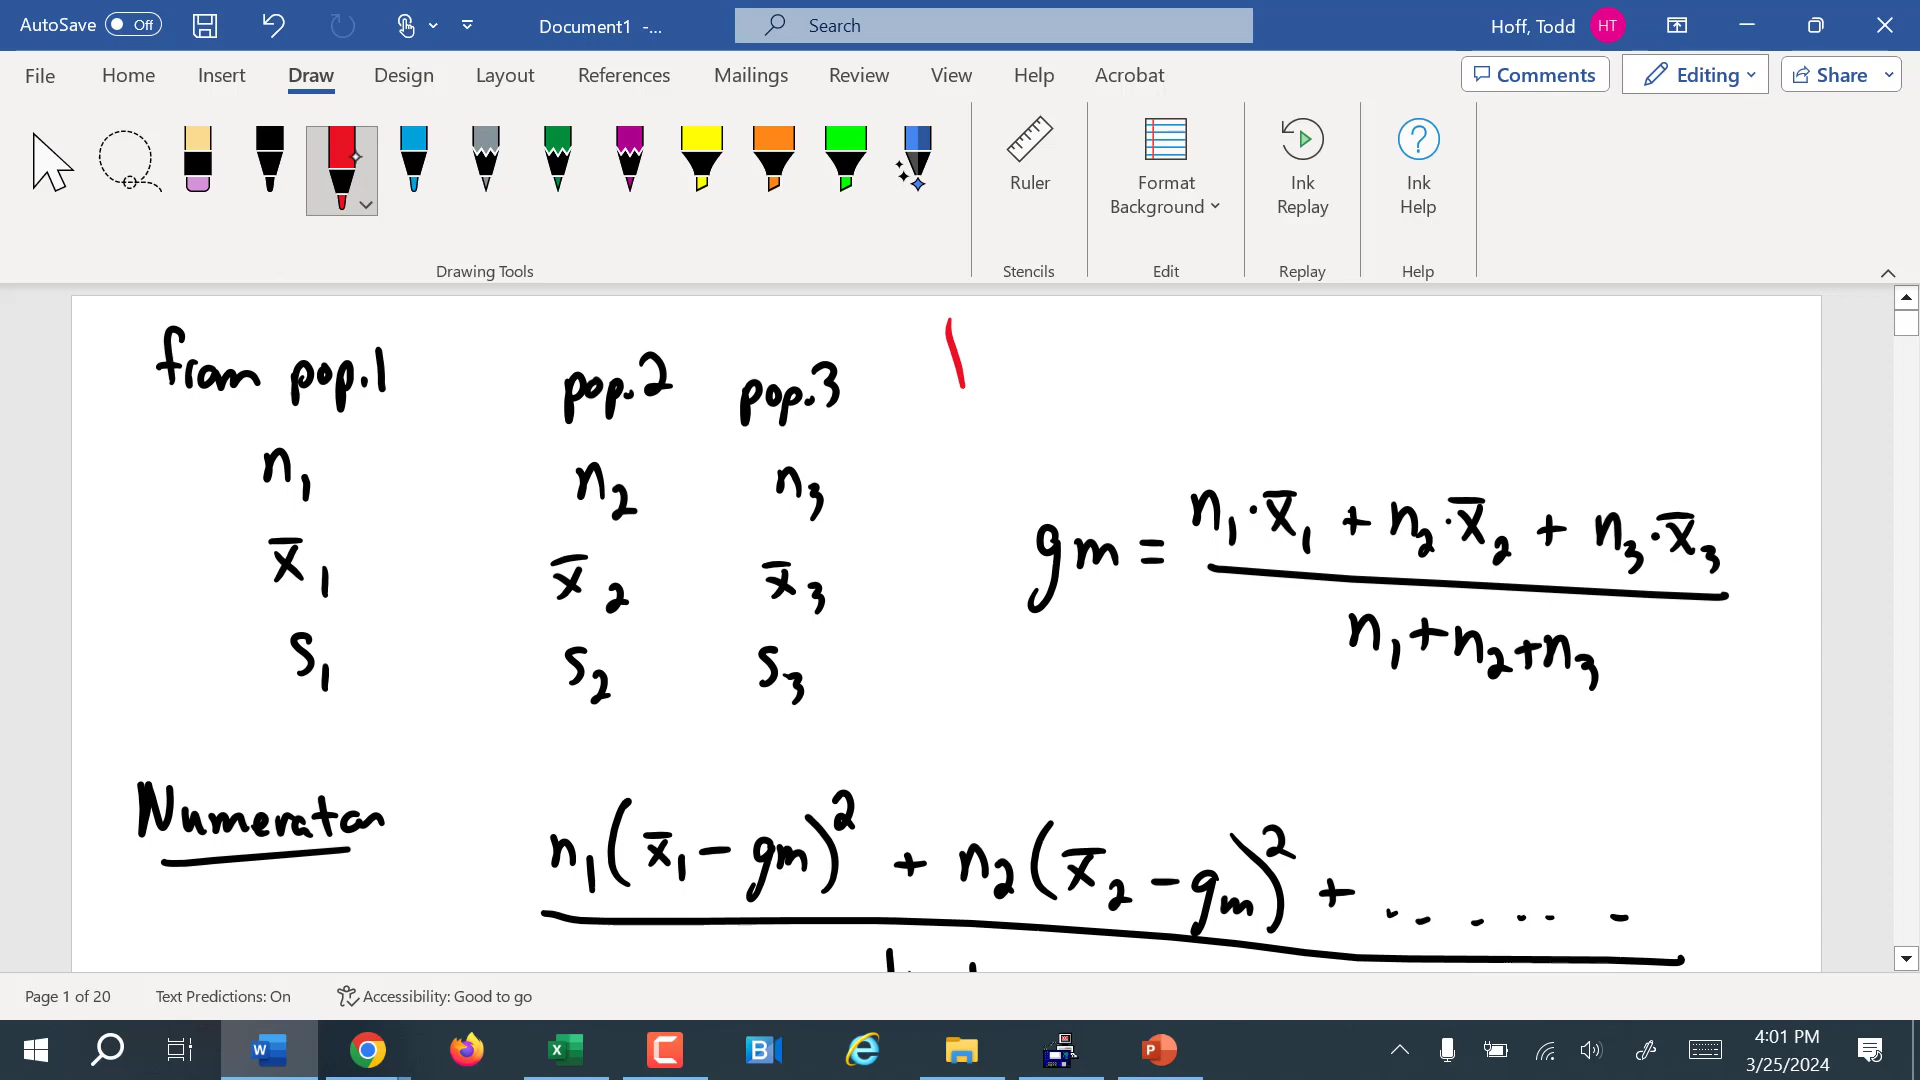 AutoSave Off Document1 -... Search Hoff, Todd HT
File Home Insert Draw Design Layout References Mailings Review View Help Acrobat Comments Editing Share
Ruler Format Background Ink Replay Ink Help
Drawing Tools Stencils Edit Replay Help
from pop.1 pop.2 pop.3
n₁ n₂ n₃
x̄₁ x̄₂ x̄₃
s₁ s₂ s₃
gm = (n₁·x̄₁ + n₂·x̄₂ + n₃·x̄₃) / (n₁+n₂+n₃)
Numerator n₁(x̄₁ − gm)² + n₂(x̄₂ − gm)² + ........
Page 1 of 20 Text Predictions: On Accessibility: Good to go
4:01 PM
3/25/2024